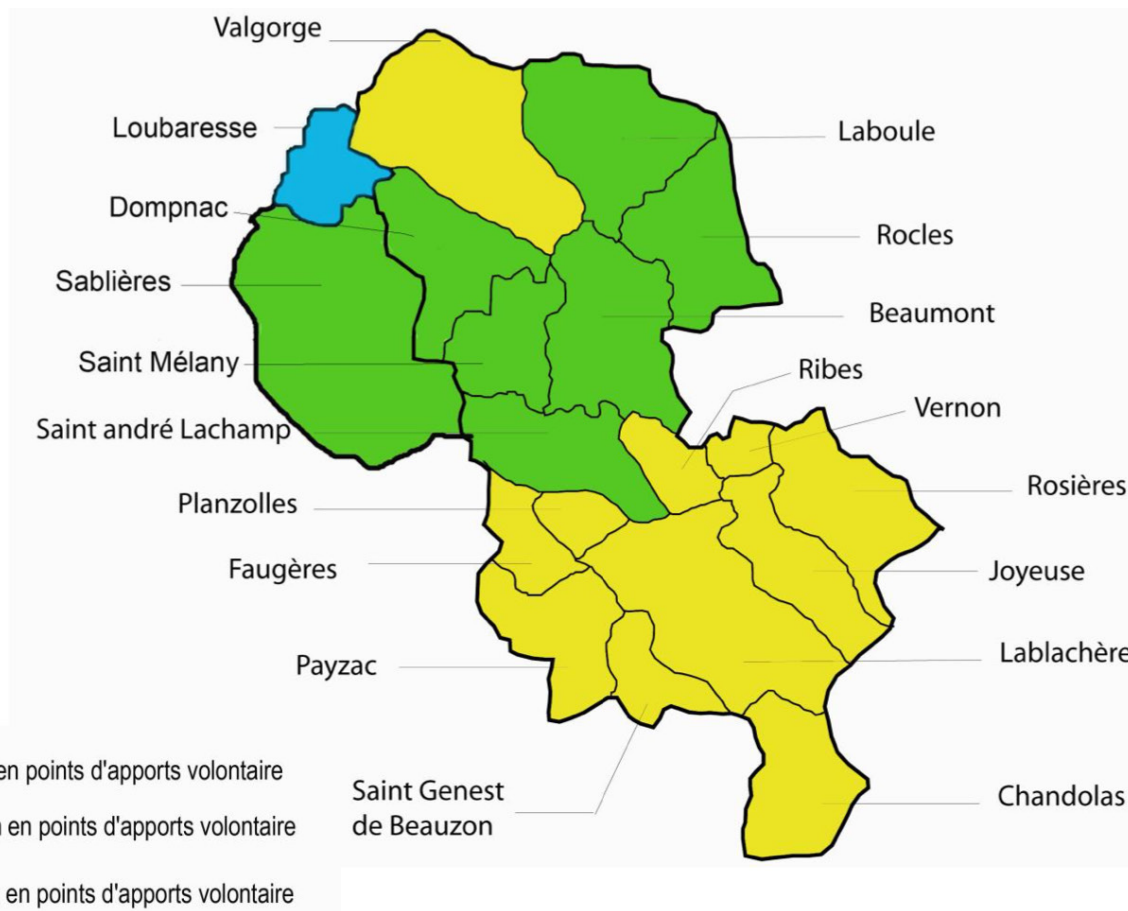 Valgorge
Loubaresse
Laboule
Dompnac
Rocles
Sablières
Beaumont
Saint Mélany
Ribes
Vernon
Saint andré Lachamp
Rosières
Planzolles
Faugères
Joyeuse
Payzac
Lablachère
en points d'apports volontaire
Saint Genest
de Beauzon
Chandolas
en points d'apports volontaire
en points d'apports volontaire